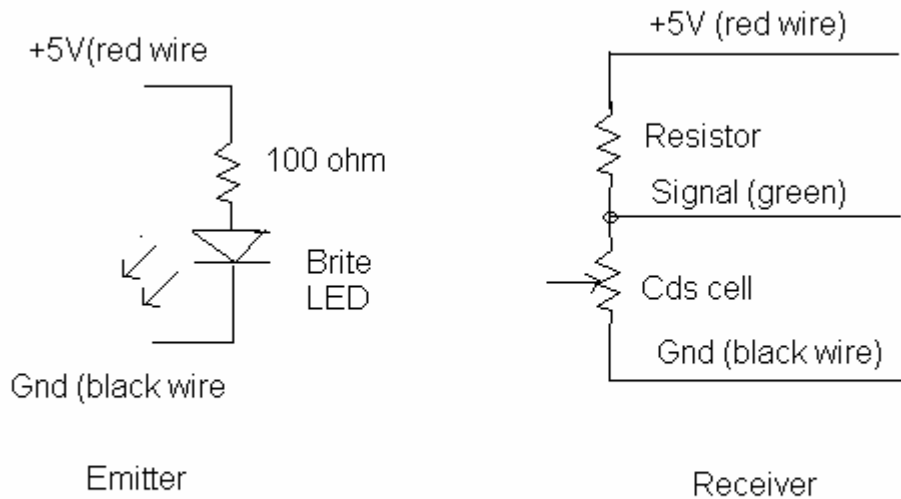 +5V(red wire
100 ohm
Brite
LED
Gnd (black wire
Emitter
+5V (red wire)
Resistor
Signal (green)
Cds cell
Gnd (black wire)
Receiver